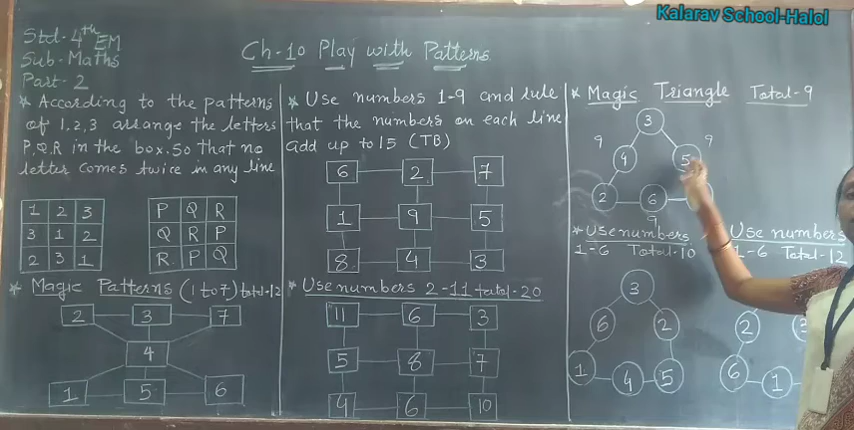 Kalarav School-Halol
Std-4th EM
Sub-Maths
Part-2
Ch-10 Play with Patterns
* According to the patterns
of 1,2,3 arrange the letters
P,Q,R in the box. So that no
letter comes twice in any line
1 2 3
3 1 2
2 3 1
P Q R
Q R P
R P Q
* Magic Patterns (1 to 7) total-12
2 3 7
4
1 5 6
* Use numbers 1-9 and rule
that the numbers on each line
add up to 15 (TB)
6 2 7
1 9 5
8 4 3
* Use numbers 2-11 total-20
11 6 3
5 8 7
4 6 10
* Magic Triangle Total-9
3
9 4 5 9
2 6
9
* Use numbers
1-6 Total-10
3
6 2
1 4 5
Use numbers
1-6 Total-12
2 3
6 1